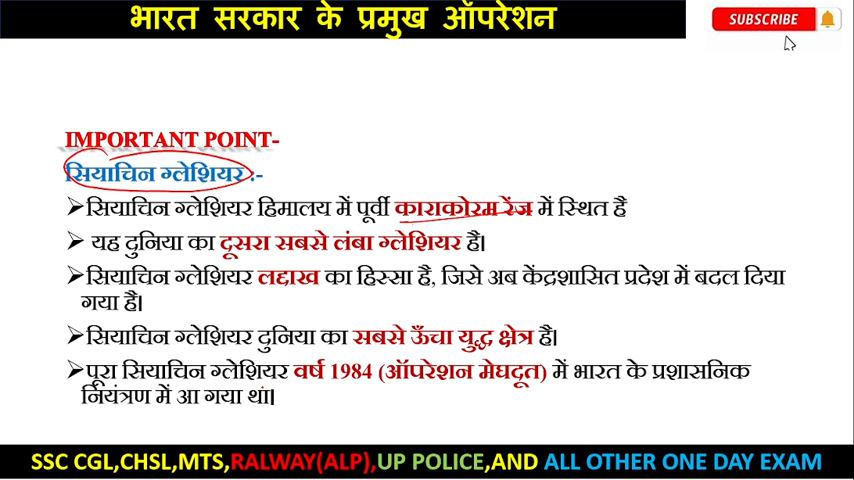 भारत सरकार के प्रमुख ऑपरेशन
SUBSCRIBE
IMPORTANT POINT-
सियाचिन ग्लेशियर :-
➤सियाचिन ग्लेशियर हिमालय में पूर्वी काराकोरम रेंज में स्थित है
➤ यह दुनिया का दूसरा सबसे लंबा ग्लेशियर है।
➤सियाचिन ग्लेशियर लद्दाख का हिस्सा है, जिसे अब केंद्रशासित प्रदेश में बदल दिया
गया है।
➤सियाचिन ग्लेशियर दुनिया का सबसे ऊँचा युद्ध क्षेत्र है।
➤पूरा सियाचिन ग्लेशियर वर्ष 1984 (ऑपरेशन मेघदूत) में भारत के प्रशासनिक
नियंत्रण में आ गया थां।
SSC CGL,CHSL,MTS,RALWAY(ALP),UP POLICE,AND ALL OTHER ONE DAY EXAM